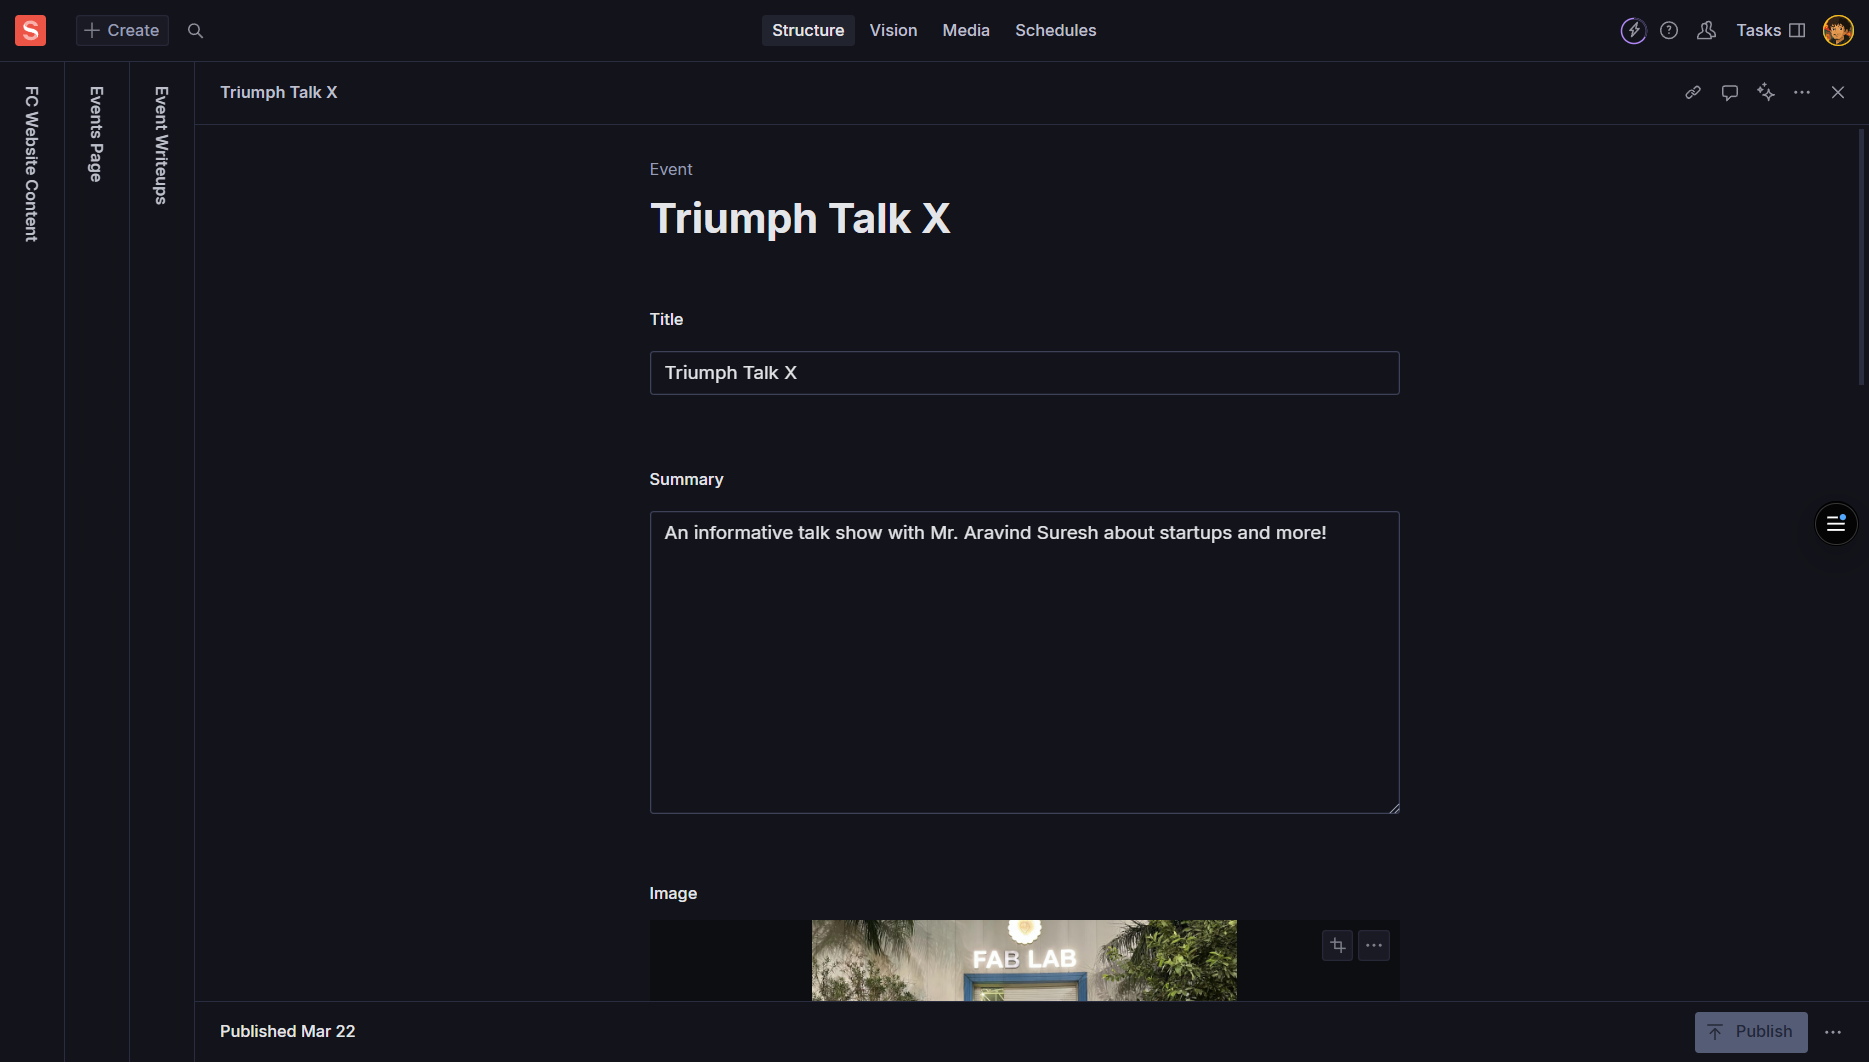 S
Create
Structure
Vision
Media
Schedules
Tasks
FC Website Content
Events Page
Event Writeups
Triumph Talk X
Event
Triumph Talk X
Title
Triumph Talk X
Summary
An informative talk show with Mr. Aravind Suresh about startups and more!
Image
FAB LAB
Published Mar 22
Publish